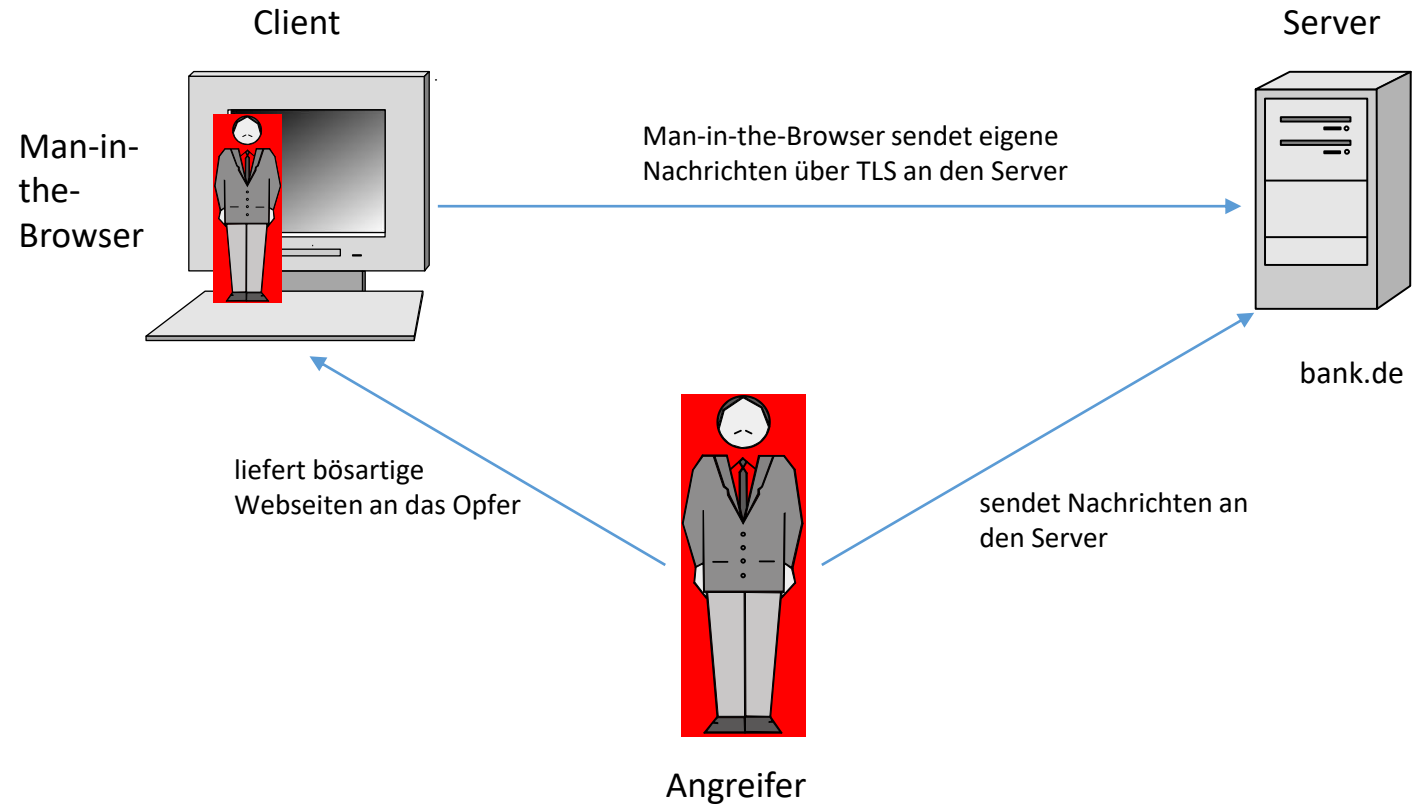 Client
Server
Man-in-
the-
Browser
Man-in-the-Browser sendet eigene
Nachrichten über TLS an den Server
bank.de
liefert bösartige
Webseiten an das Opfer
sendet Nachrichten an
den Server
Angreifer